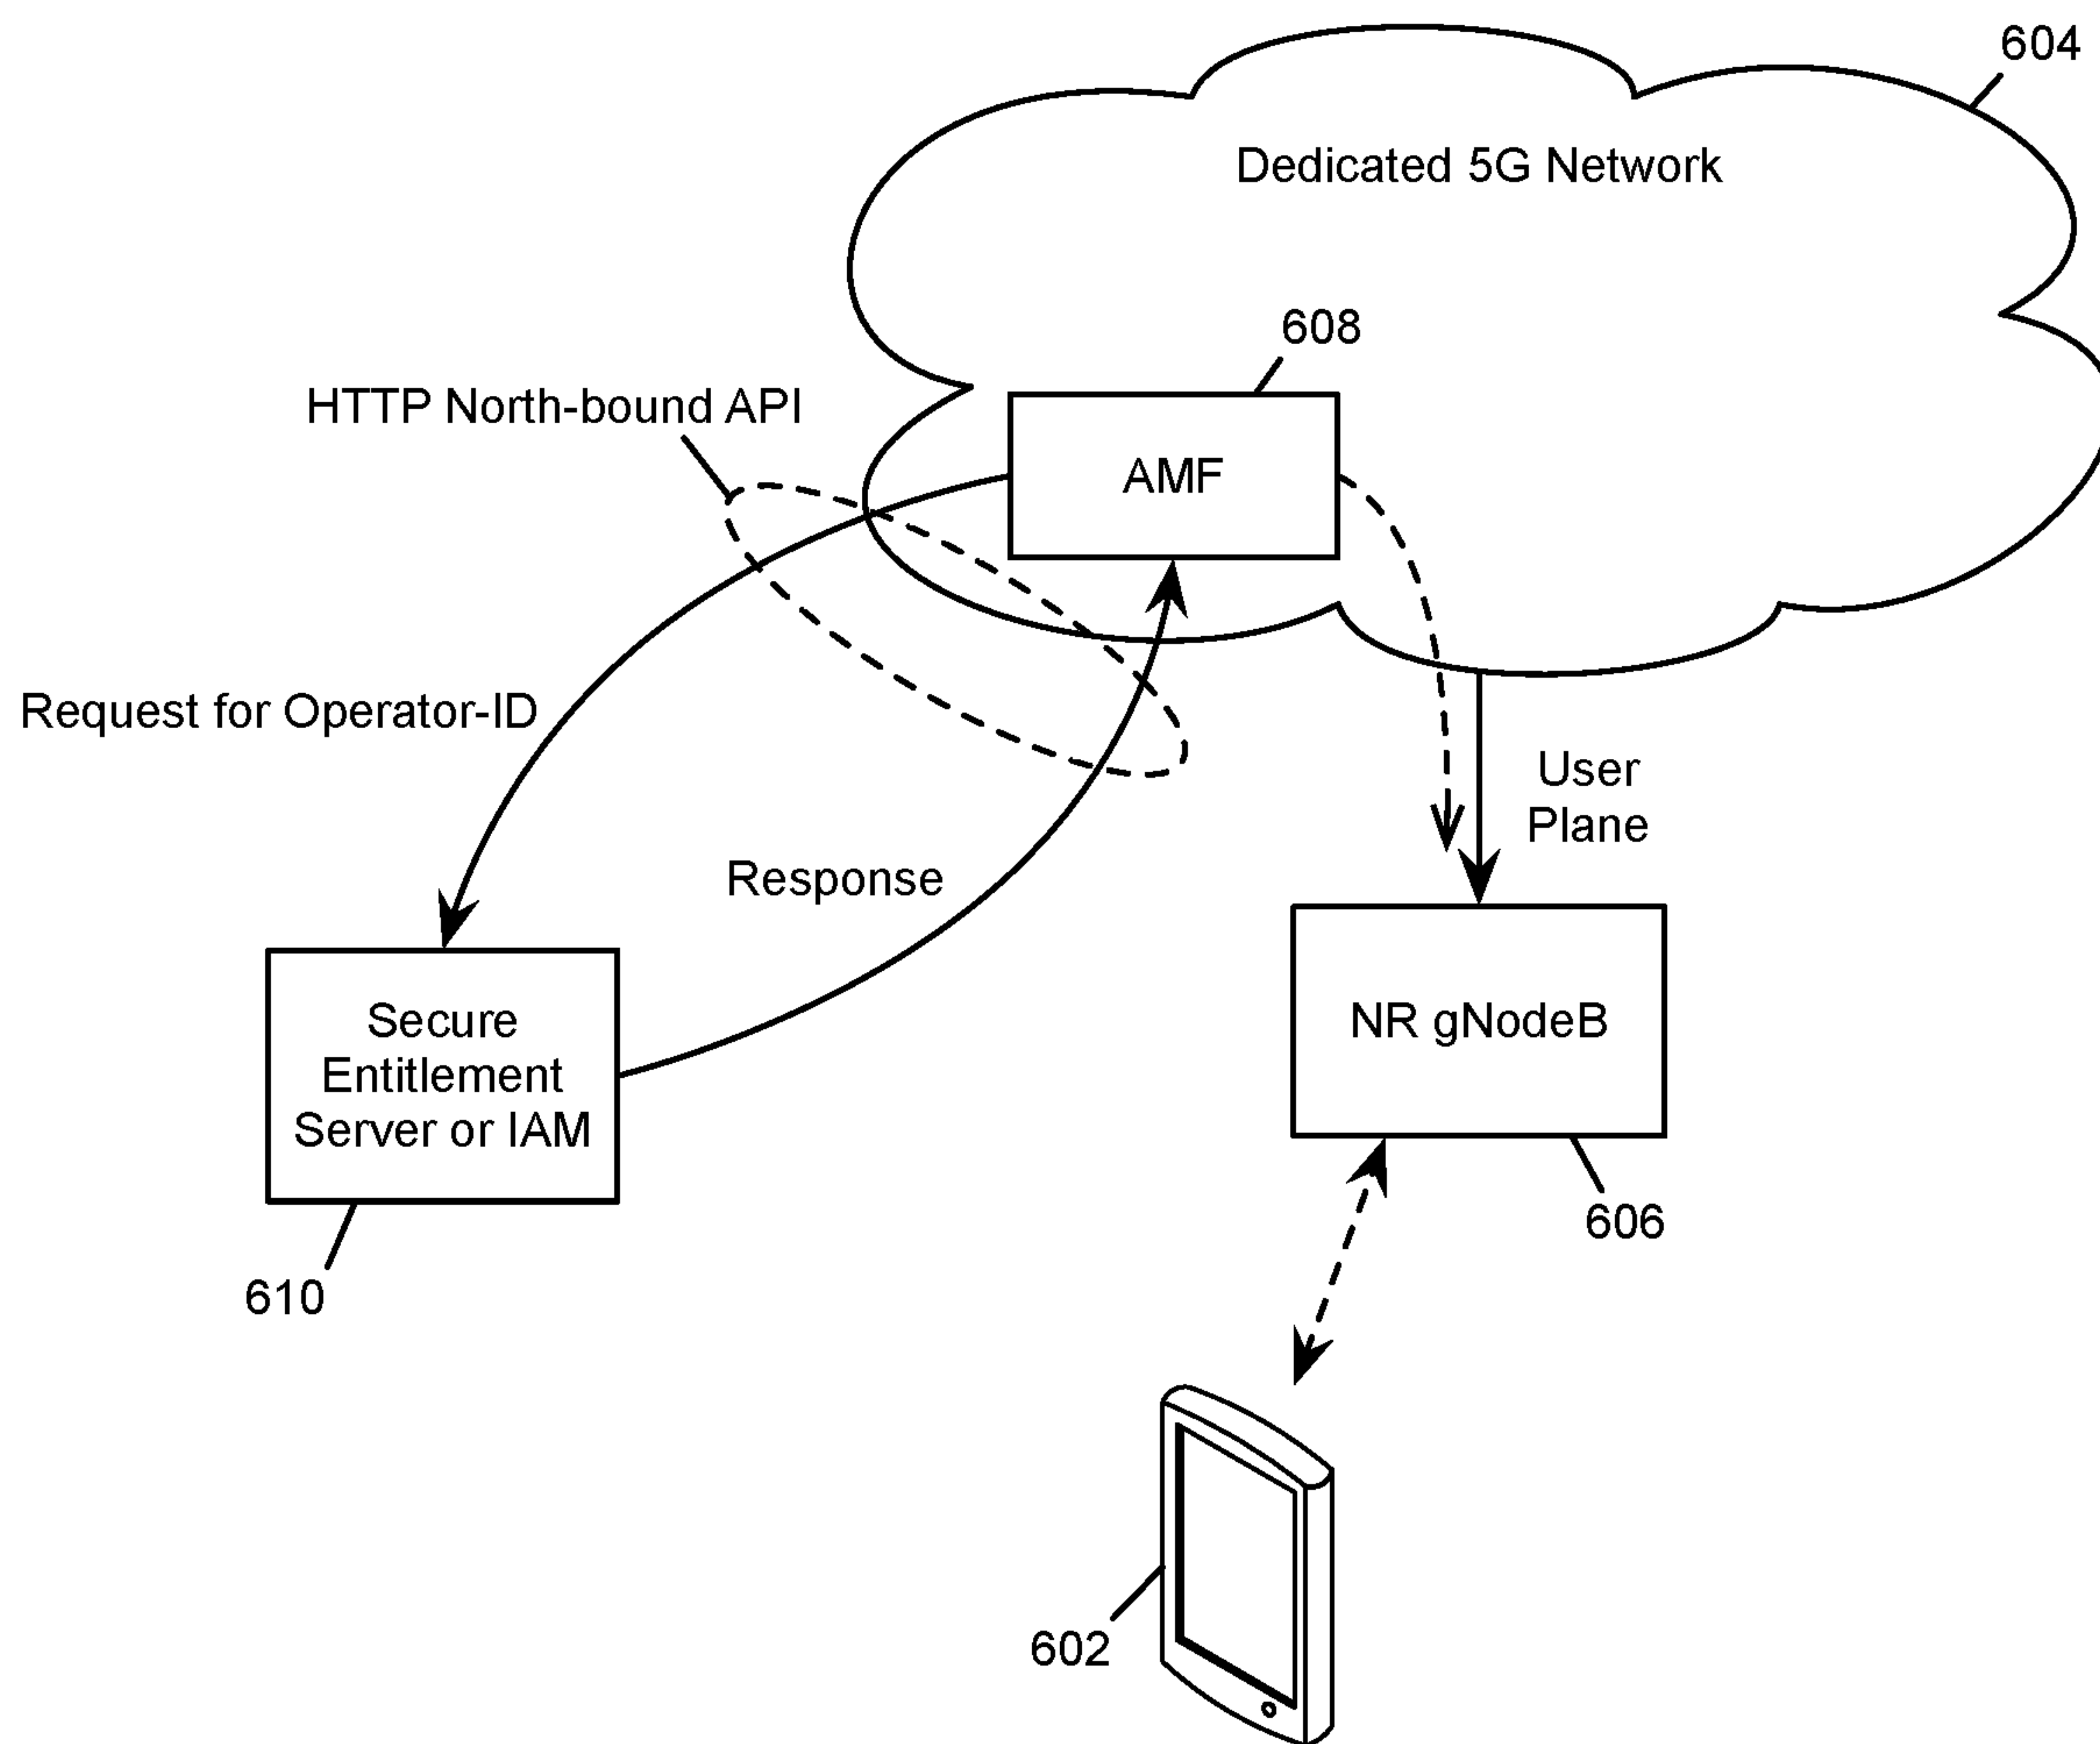 604
Dedicated 5G Network
608
HTTP North-bound API
AMF
Request for Operator-ID
User
Plane
Response
Secure
Entitlement
Server or IAM
NR gNodeB
606
610
602